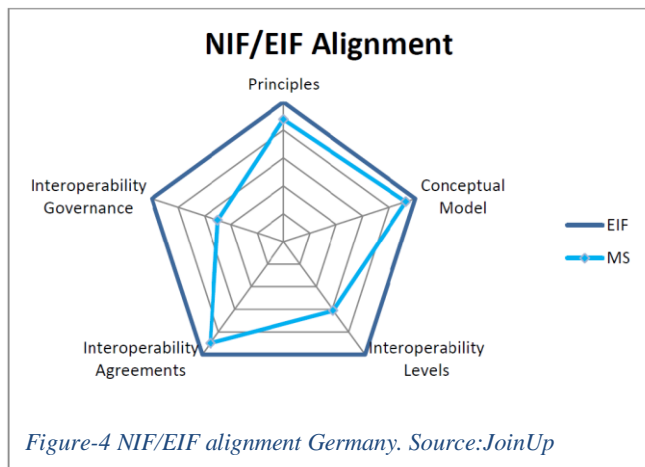 NIF/EIF Alignment
Principles
Interoperability
Governance
Conceptual
Model
EIF
MS
Interoperability
Agreements
Interoperability
Levels
Figure-4 NIF/EIF alignment Germany. Source:JoinUp